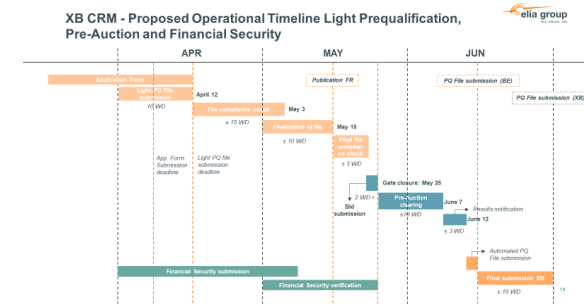 XB CRM - Proposed Operational Timeline Light Prequalification,
Pre-Auction and Financial Security
elia group
APR
MAY
JUN
Application Form
Publication FR
PQ File submission (BE)
Light PQ File
submission
April 12
PQ File submission (XB)
10 WD
File compliance check
May 3
± 15 WD
Finalization of file
May 15
± 10 WD
Final file
complian
ce check
± 3 WD
App. Form
Submission
deadline
Light PQ file
submission
deadline
Gate closure: May 25
2 WD
Bid
submission
Pre-Auction
clearing
June 7
Results notification
June 12
± 3 WD
Automated PQ
File submission
Financial Security submission
Final submission XB
Financial Security verification
± 10 WD
14